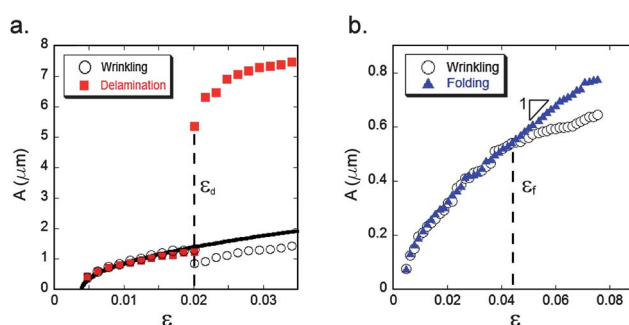 a.
A (μm)
8
7
6
5
4
3
2
1
0
Wrinkling
Delamination
ε_d
0
0.01
0.02
0.03
ε
b.
A (μm)
0.8
0.6
0.4
0.2
0
Wrinkling
Folding
1
ε_f
0
0.02
0.04
0.06
0.08
ε